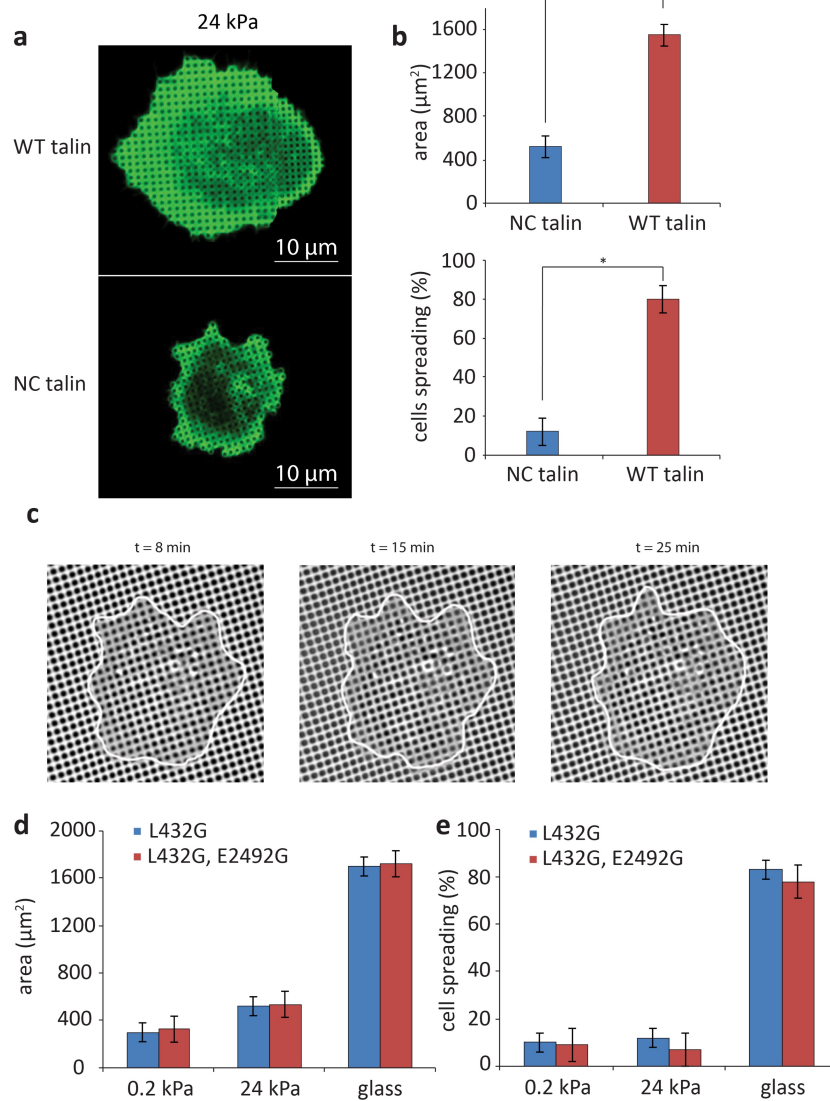 24 kPa
a
WT talin
10 µm
NC talin
10 µm
b
area (µm²)
1600
1200
800
400
0
NC talin
WT talin
cells spreading (%)
100
80
60
40
20
0
*
NC talin
WT talin
c
t = 8 min
t = 15 min
t = 25 min
d
area (µm²)
2000
1600
1200
800
400
0
L432G
L432G, E2492G
0.2 kPa
24 kPa
glass
e
cell spreading (%)
100
80
60
40
20
0
L432G
L432G, E2492G
0.2 kPa
24 kPa
glass